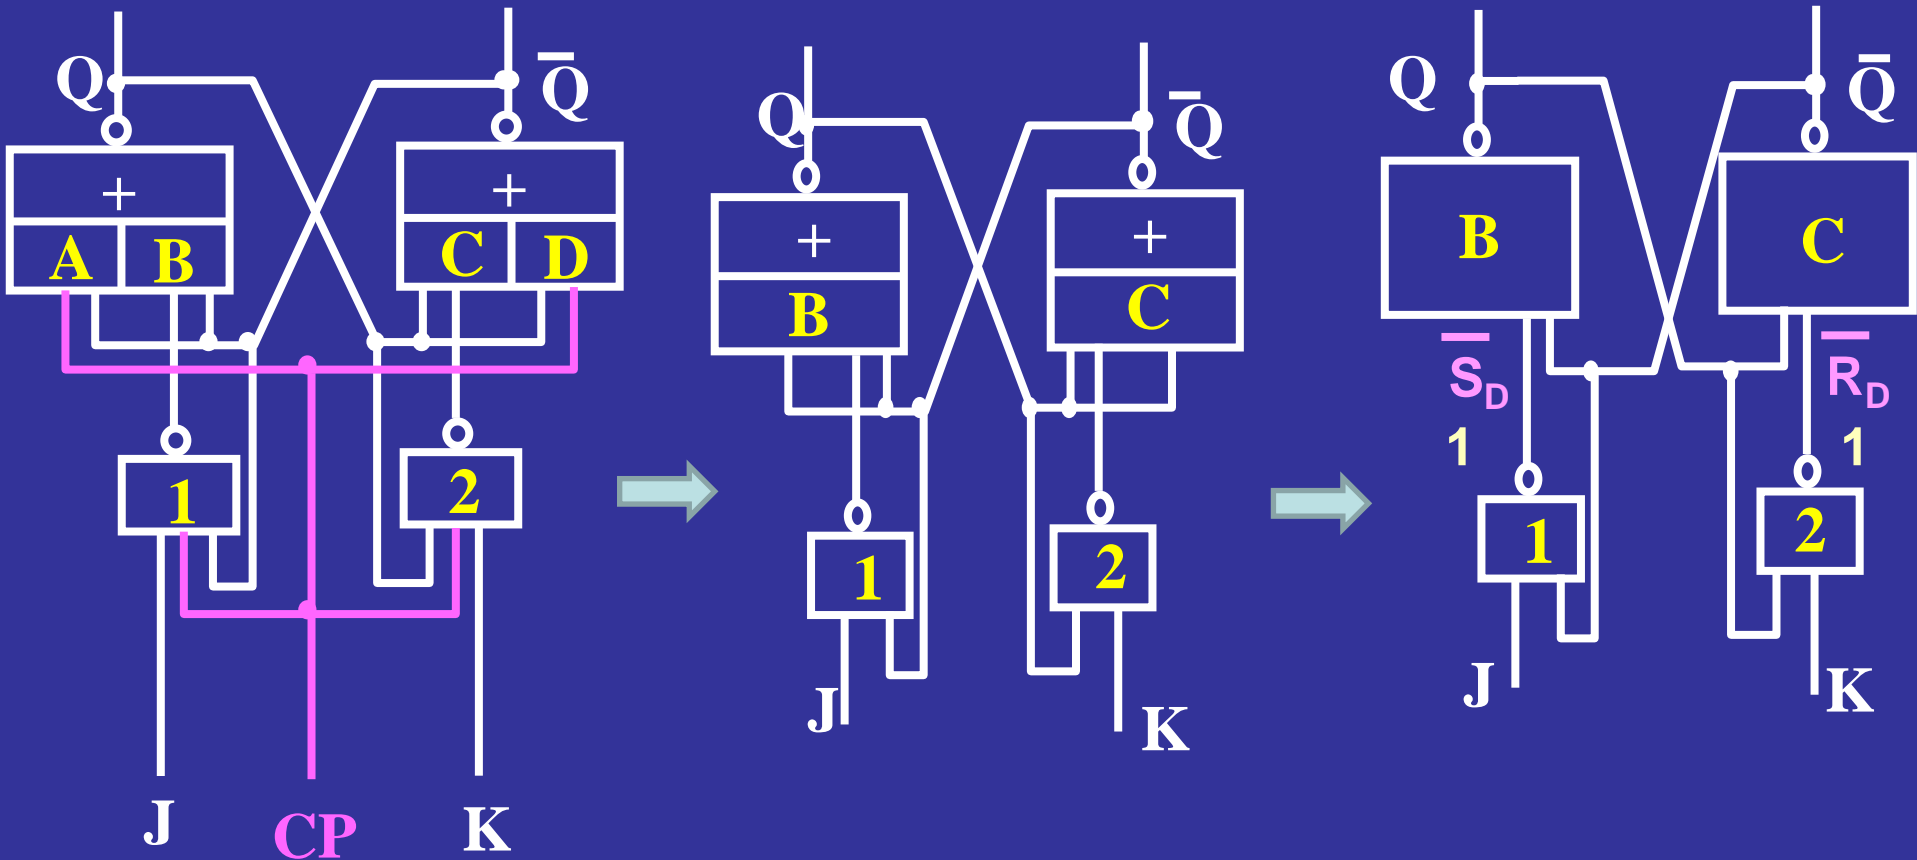 Q Q̅ Q Q̅ Q Q̅
+ + + +
A B C D B C B C
S̅D R̅D
1 1
1 2 1 2 1 2
J K J K J K
CP